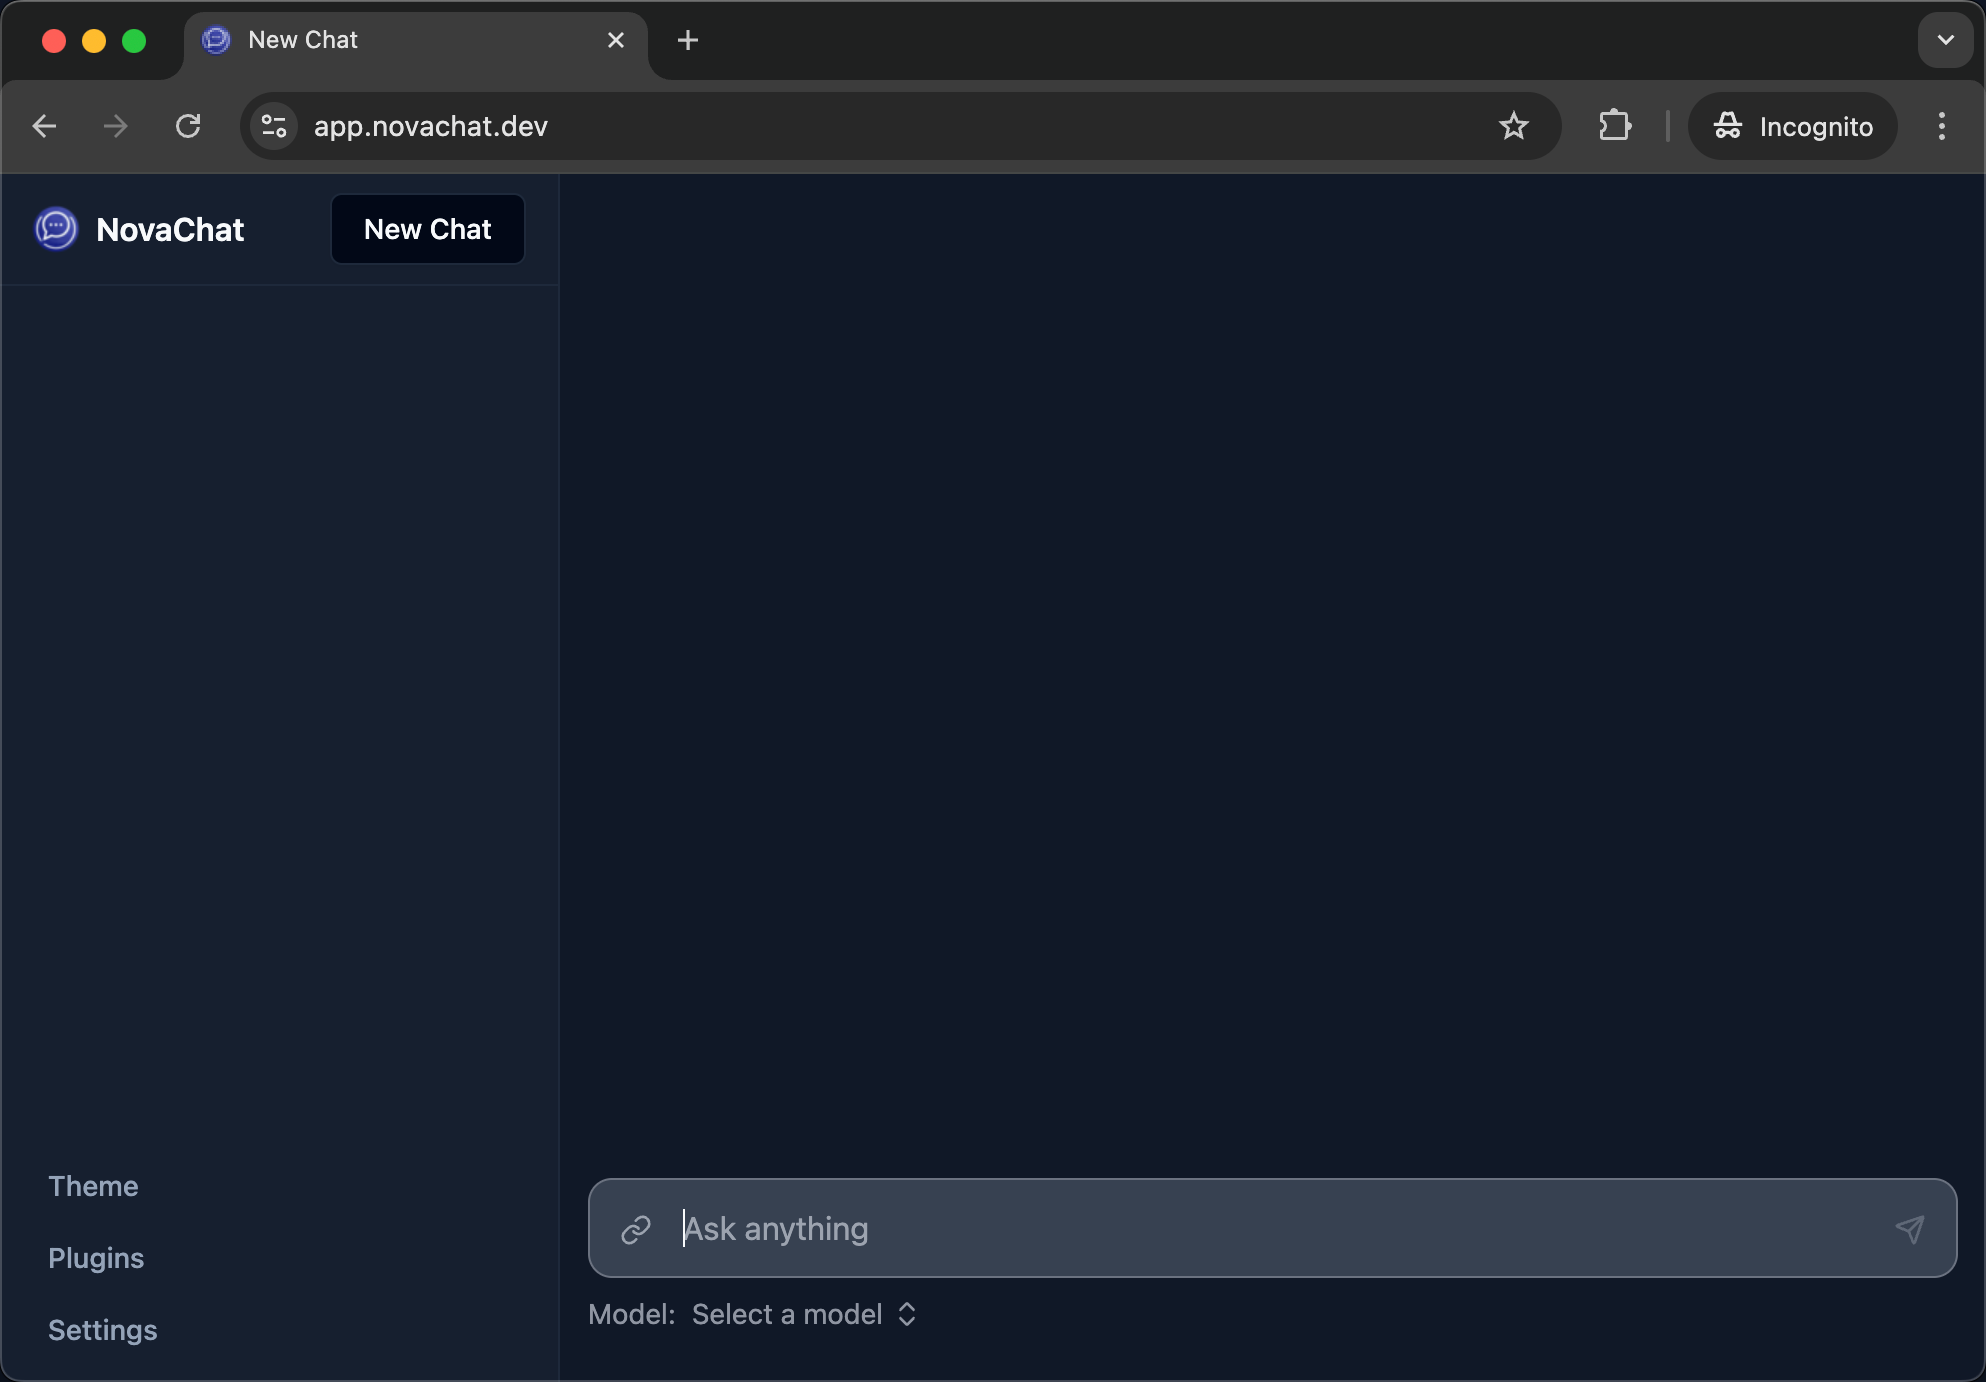 New Chat
app.novachat.dev
Incognito
NovaChat
New Chat
Theme
Plugins
Settings
Ask anything
Model: Select a model